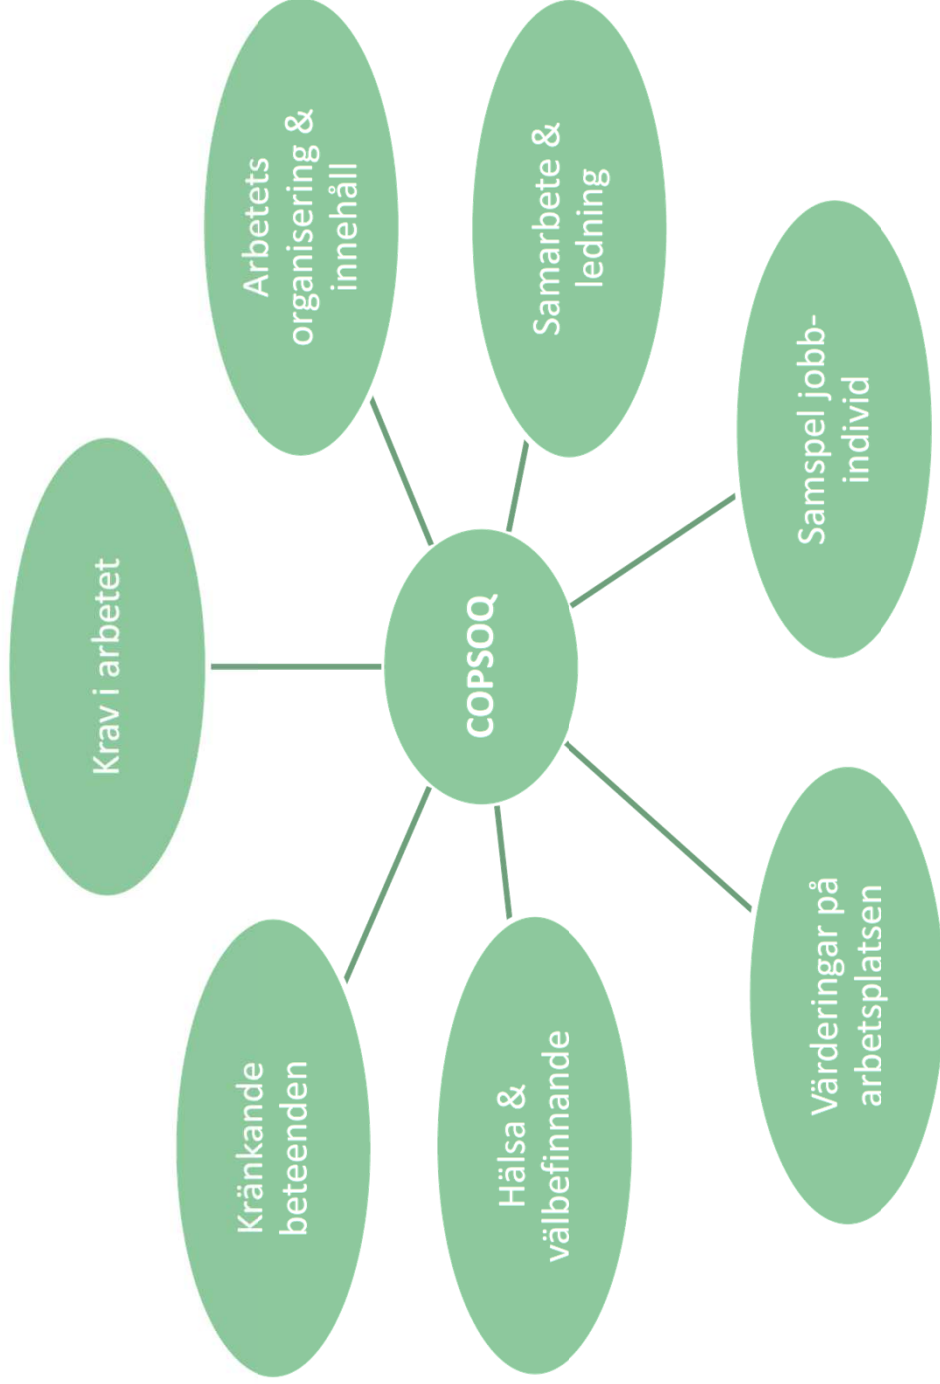 Krav i arbetet
Arbetets
organisering &
innehåll
Samarbete &
ledning
Samspel jobb-
individ
Värderingar på
arbetsplatsen
Hälsa &
välbefinnande
Kränkande
beteenden
COPSOQ